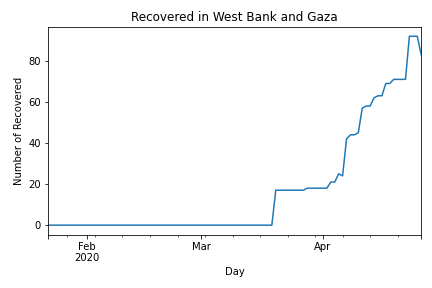 Recovered in West Bank and Gaza
Number of Recovered
80
60
40
20
0
Feb
2020
Mar
Apr
Day